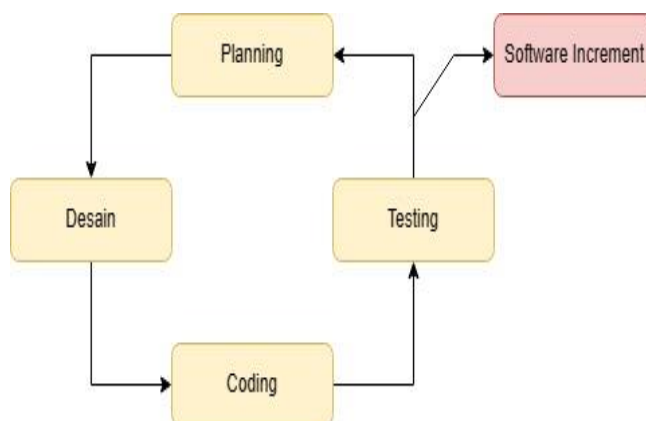 Planning
Software Increment
Desain
Testing
Coding